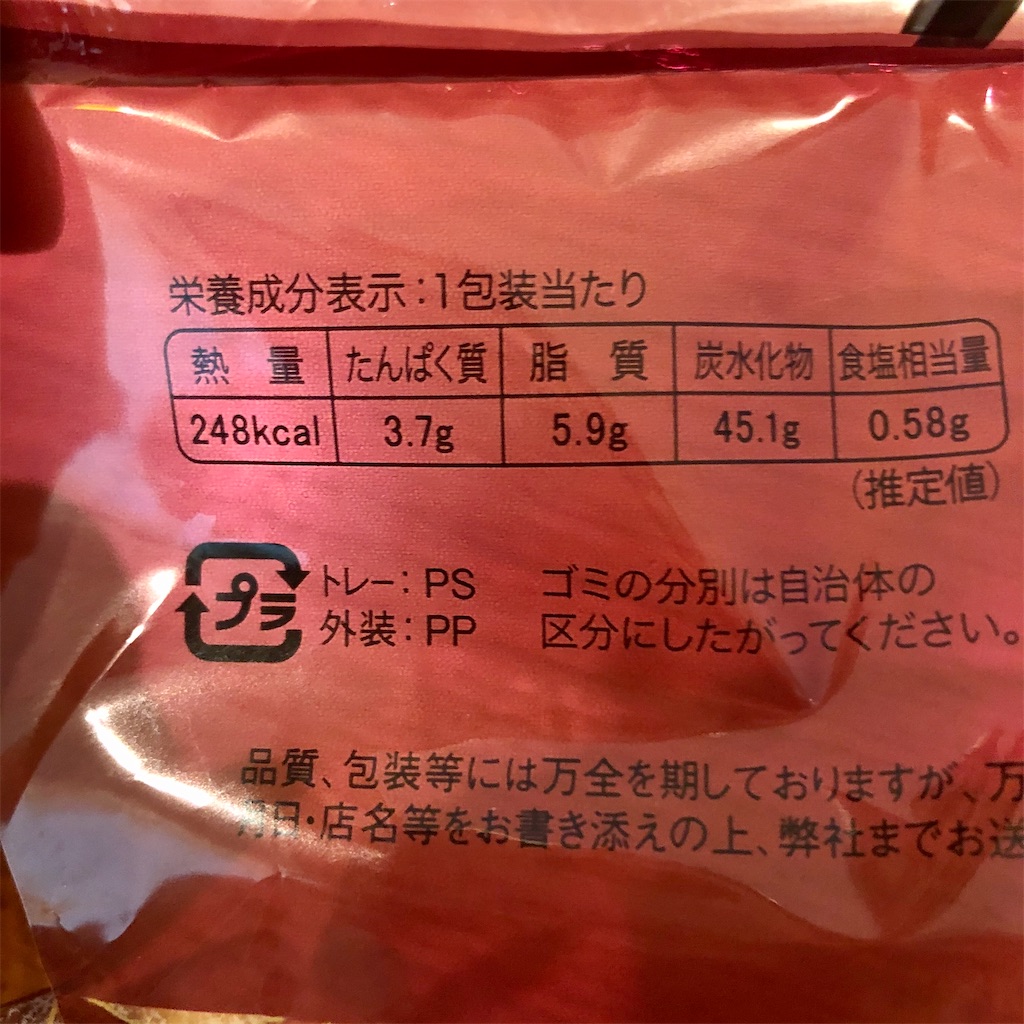 栄養成分表示:1包装当たり
熱量 たんぱく質 脂質 炭水化物 食塩相当量
248kcal 3.7g 5.9g 45.1g 0.58g
(推定値)
プラ
トレー:PS
外装:PP
ゴミの分別は自治体の
区分にしたがってください。
品質、包装等には万全を期しておりますが、万
月日・店名等をお書き添えの上、弊社までお送